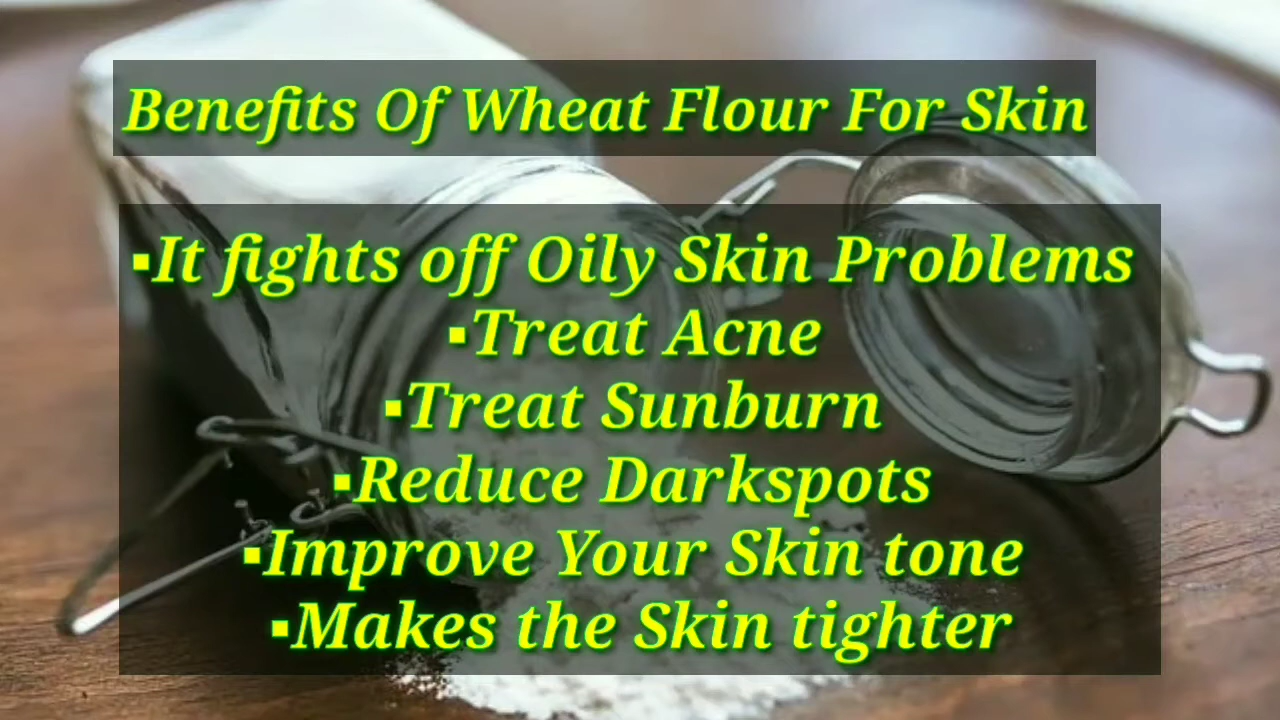 Benefits Of Wheat Flour For Skin
▪It fights off Oily Skin Problems
▪Treat Acne
▪Treat Sunburn
▪Reduce Darkspots
▪Improve Your Skin tone
▪Makes the Skin tighter